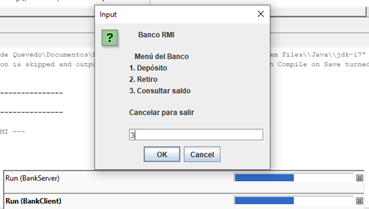 Input
Banco RMI
de Quevedo\Documentos\
am Files\\Java\\jdk-17"
Menú del Banco
on is skipped and outpu
n Compile on Save turned
1. Depósito
2. Retiro
3. Consultar saldo
---------------
Cancelar para salir
MI ---
3
OK Cancel
Run (BankServer)
Run (BankClient)